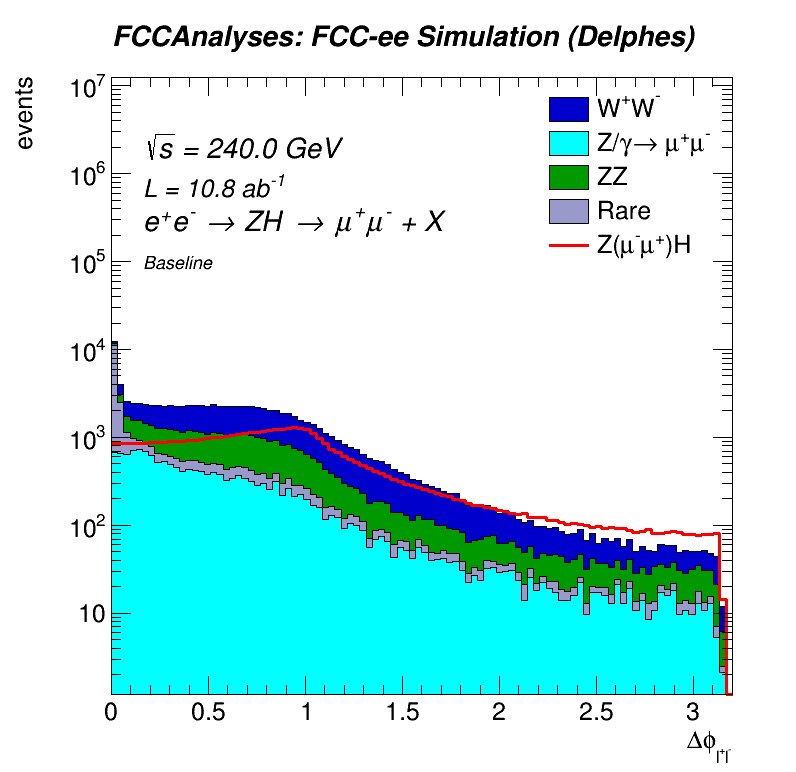 FCCAnalyses: FCC-ee Simulation (Delphes)
events
10⁷
10⁶
10⁵
10⁴
10³
10²
10
√s = 240.0 GeV
L = 10.8 ab⁻¹
e⁺e⁻ → ZH → μ⁺μ⁻ + X
Baseline
W⁺W⁻
Z/γ→ μ⁺μ⁻
ZZ
Rare
Z(μ⁻μ⁺)H
0 0.5 1 1.5 2 2.5 3
Δϕ_{l⁺l⁻}